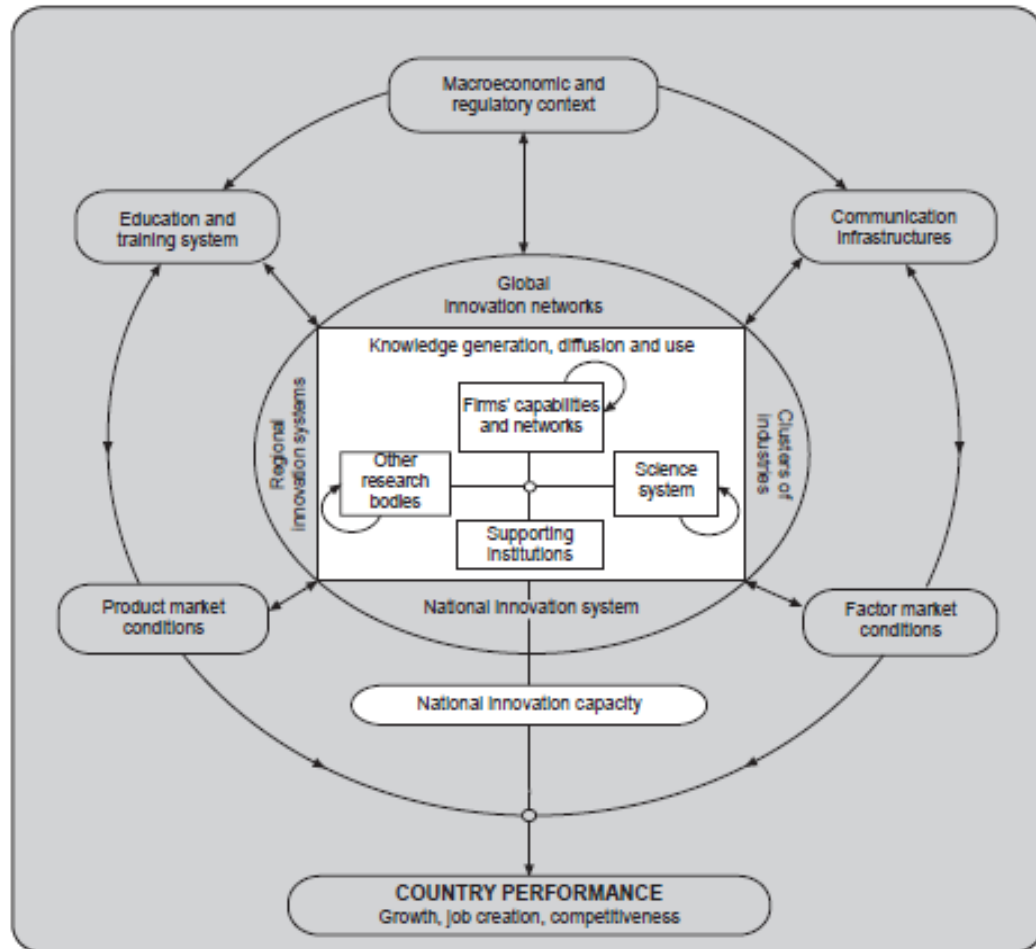 Macroeconomic and
regulatory context
Education and
training system
Communication
infrastructures
Global
innovation networks
Knowledge generation, diffusion and use
Firms' capabilities
and networks
Regional
innovation systems
Clusters of
industries
Other
research
bodies
Science
system
Supporting
institutions
Product market
conditions
National innovation system
Factor market
conditions
National innovation capacity
COUNTRY PERFORMANCE
Growth, job creation, competitiveness